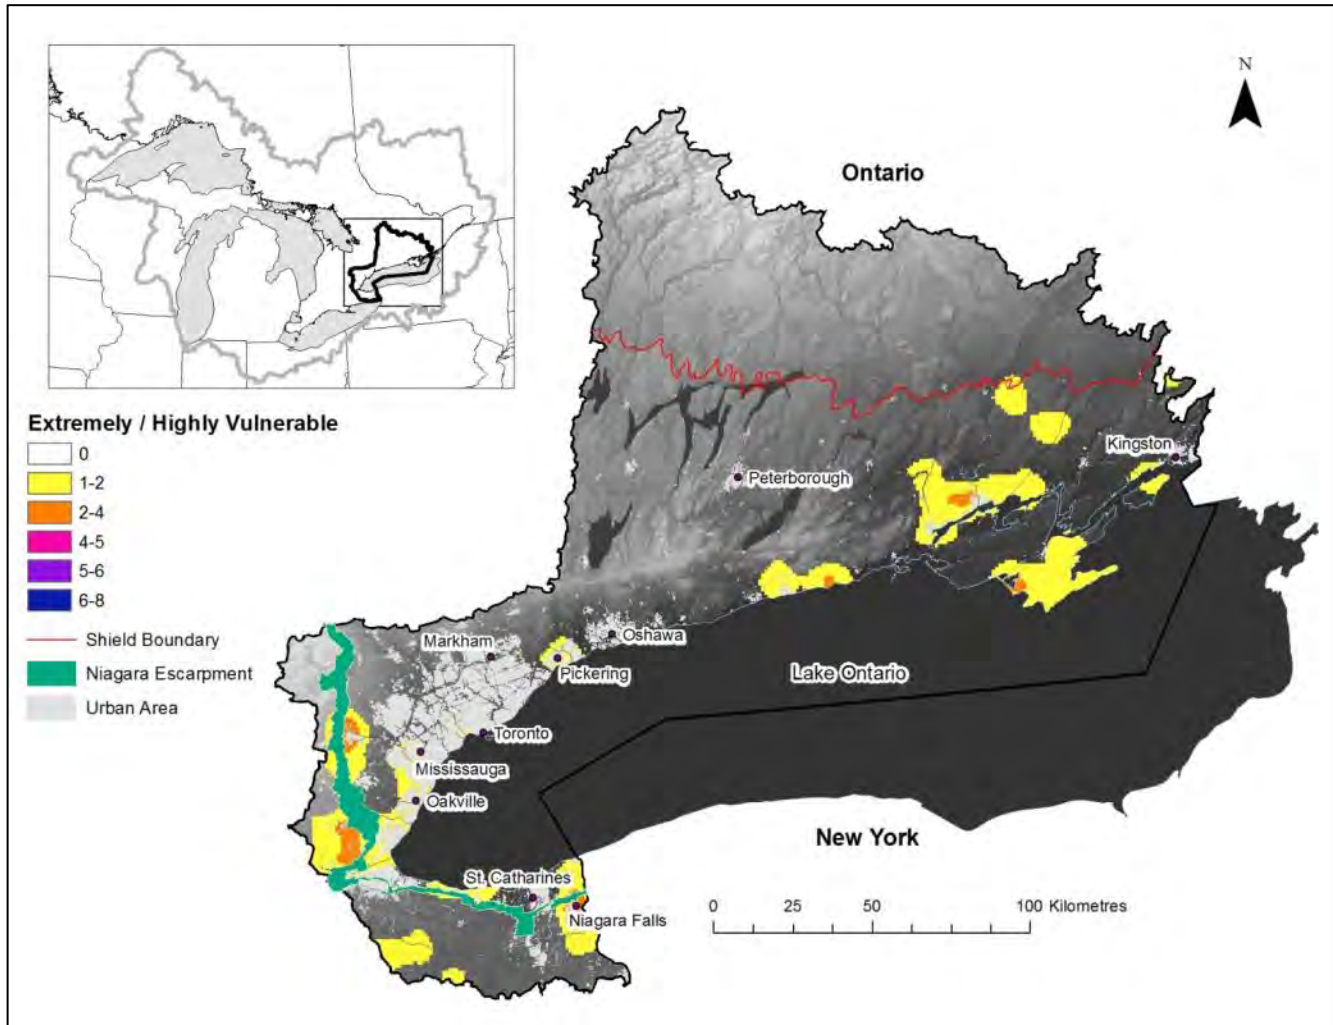 N
Ontario
Extremely / Highly Vulnerable
0
1-2
2-4
4-5
5-6
6-8
Shield Boundary
Niagara Escarpment
Urban Area
Kingston
Peterborough
Markham
Oshawa
Pickering
Lake Ontario
Toronto
Mississauga
Oakville
New York
St. Catharines
Niagara Falls
0 25 50 100 Kilometres